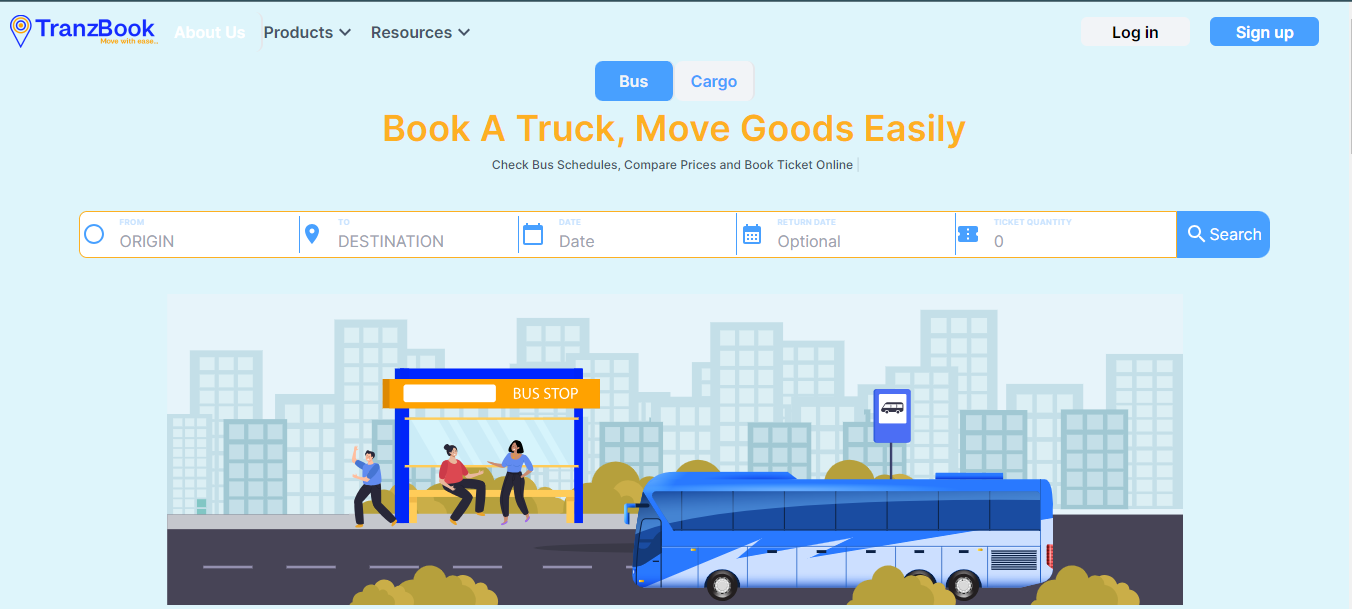 TranzBook
Move with ease..
About Us
Products
Resources
Log in
Sign up
Bus
Cargo
Book A Truck, Move Goods Easily
Check Bus Schedules, Compare Prices and Book Ticket Online
FROM
ORIGIN
TO
DESTINATION
DATE
Date
RETURN DATE
Optional
TICKET QUANTITY
0
Search
BUS STOP